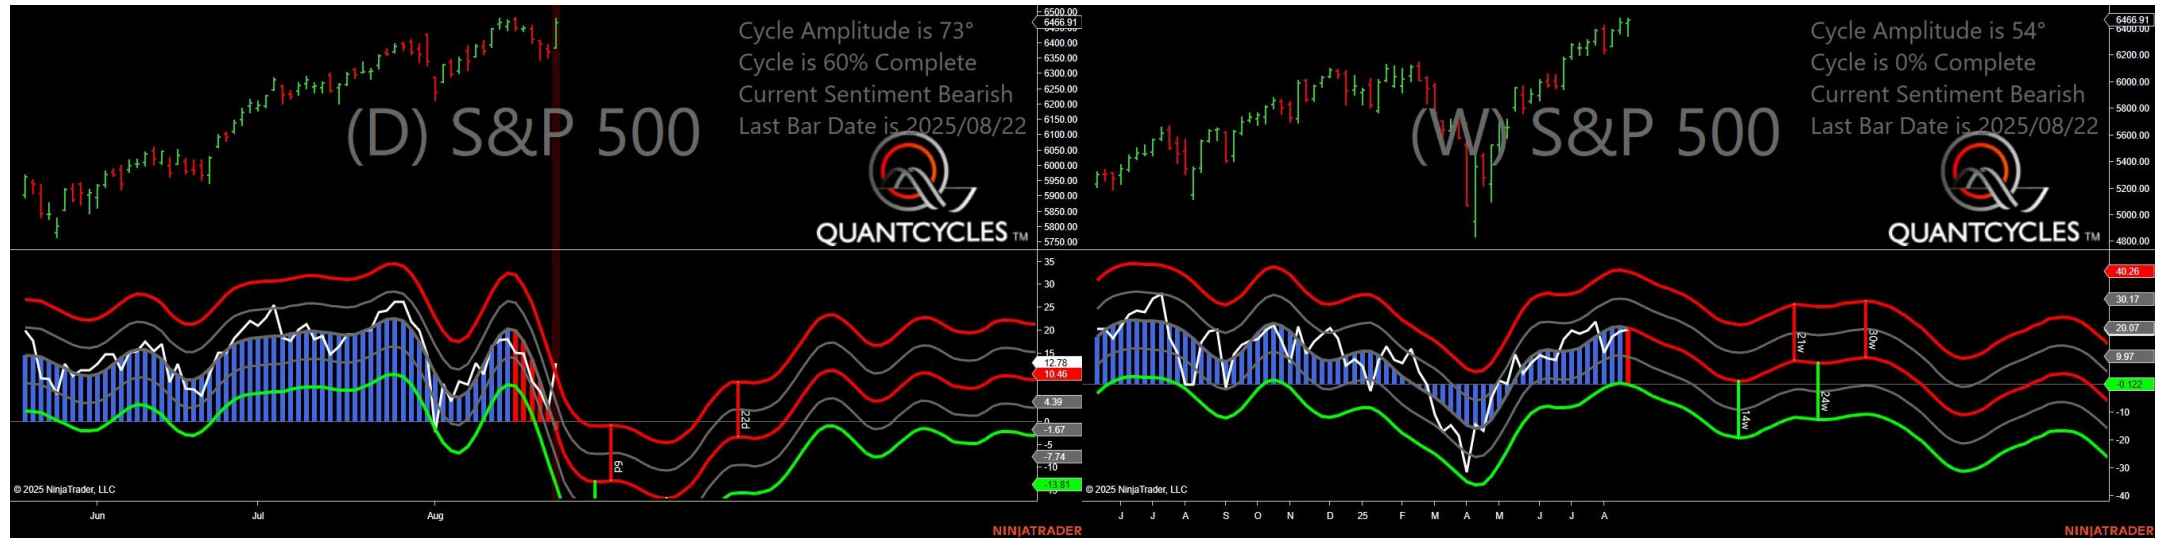 Cycle Amplitude is 73°
Cycle is 60% Complete
Current Sentiment Bearish
Last Bar Date is 2025/08/22
(D) S&P 500
QUANTCYCLES TM
6500.00
6466.91
6400.00
6350.00
6300.00
6250.00
6200.00
6150.00
6100.00
6050.00
6000.00
5950.00
5900.00
5850.00
5800.00
5750.00
35
30
25
20
15
12.78
10.46
4.39
0
-1.67
-5
-7.74
-10
-13.81
6d
22d
© 2025 NinjaTrader, LLC
Jun Jul Aug
NINJATRADER
Cycle Amplitude is 54°
Cycle is 0% Complete
Current Sentiment Bearish
Last Bar Date is 2025/08/22
(W) S&P 500
QUANTCYCLES TM
6466.91
6400.00
6200.00
6000.00
5800.00
5600.00
5400.00
5200.00
5000.00
4800.00
40.26
30.17
20.07
9.97
-0.122
-10
-20
-30
-40
14w
21w
24w
30w
© 2025 NinjaTrader, LLC
J J A S O N D 25 F M A M J J A
NINJATRADER